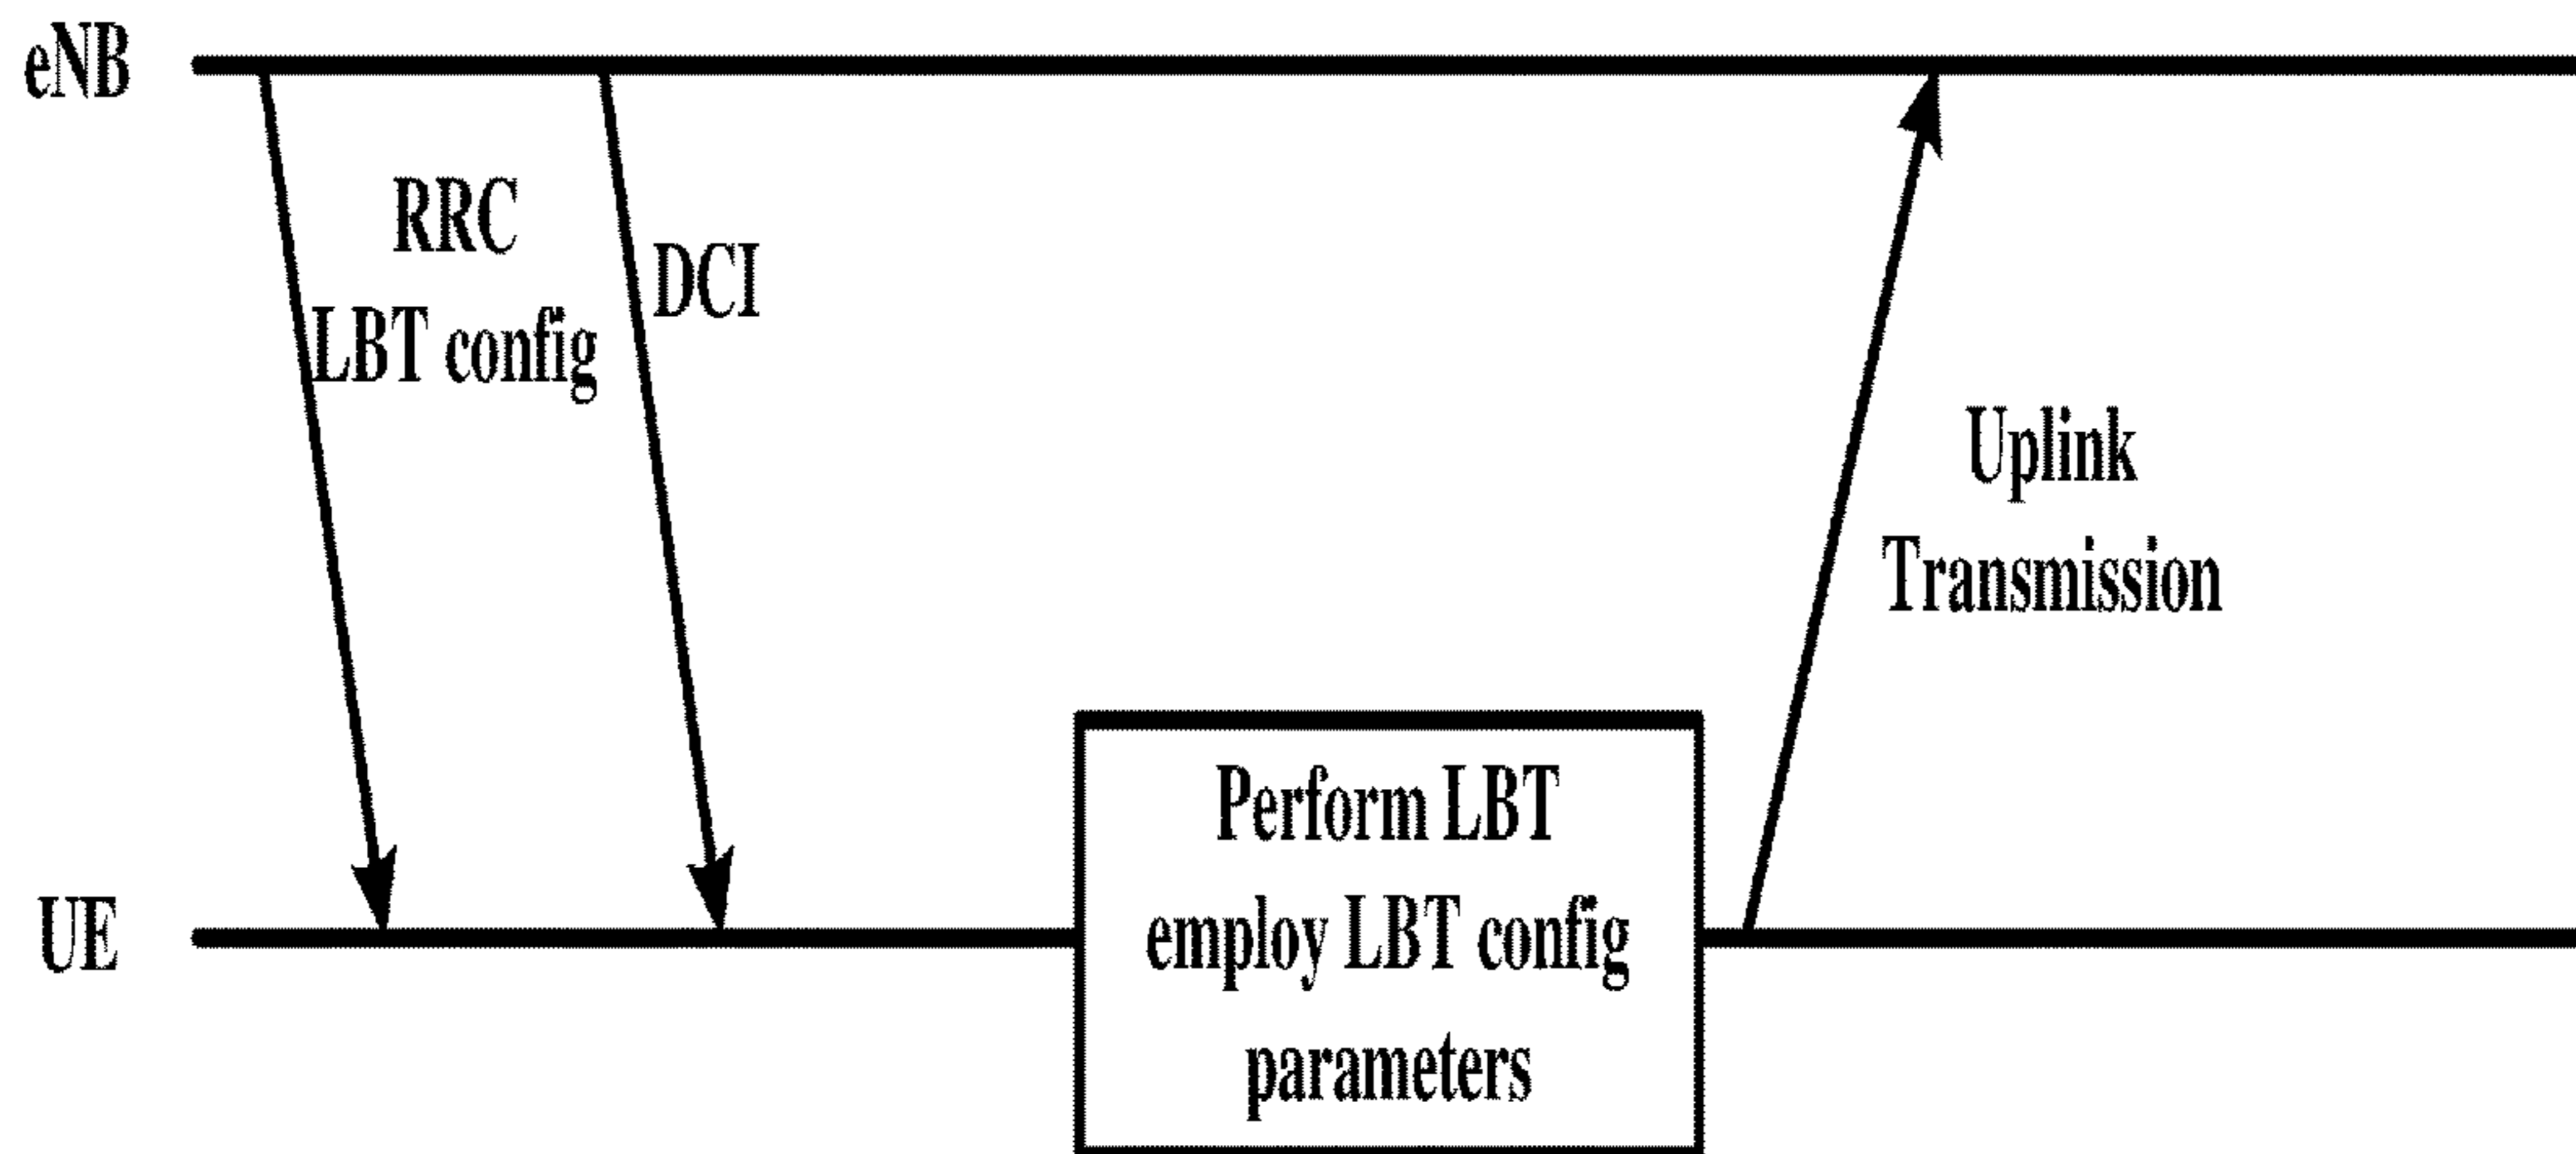 eNB
RRC
LBT config
DCI
Uplink
Transmission
UE
Perform LBT
employ LBT config
parameters